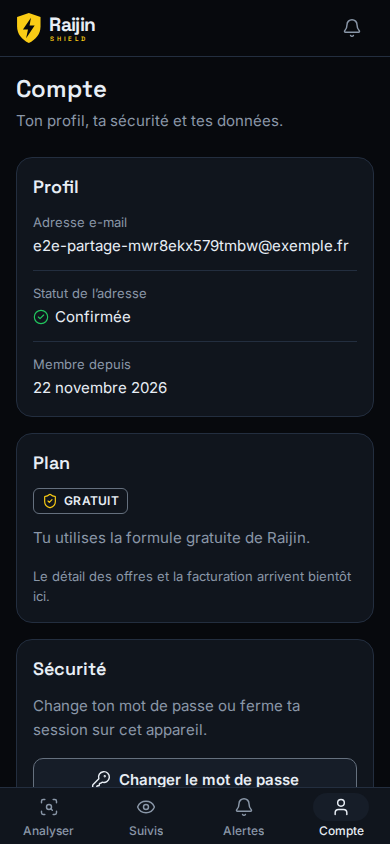 Raijin
SHIELD
Compte
Ton profil, ta sécurité et tes données.
Profil
Adresse e-mail
e2e-partage-mwr8ekx579tmbw@exemple.fr
Statut de l'adresse
Confirmée
Membre depuis
22 novembre 2026
Plan
GRATUIT
Tu utilises la formule gratuite de Raijin.
Le détail des offres et la facturation arrivent bientôt
ici.
Sécurité
Change ton mot de passe ou ferme ta
session sur cet appareil.
Changer le mot de passe
Analyser
Suivis
Alertes
Compte